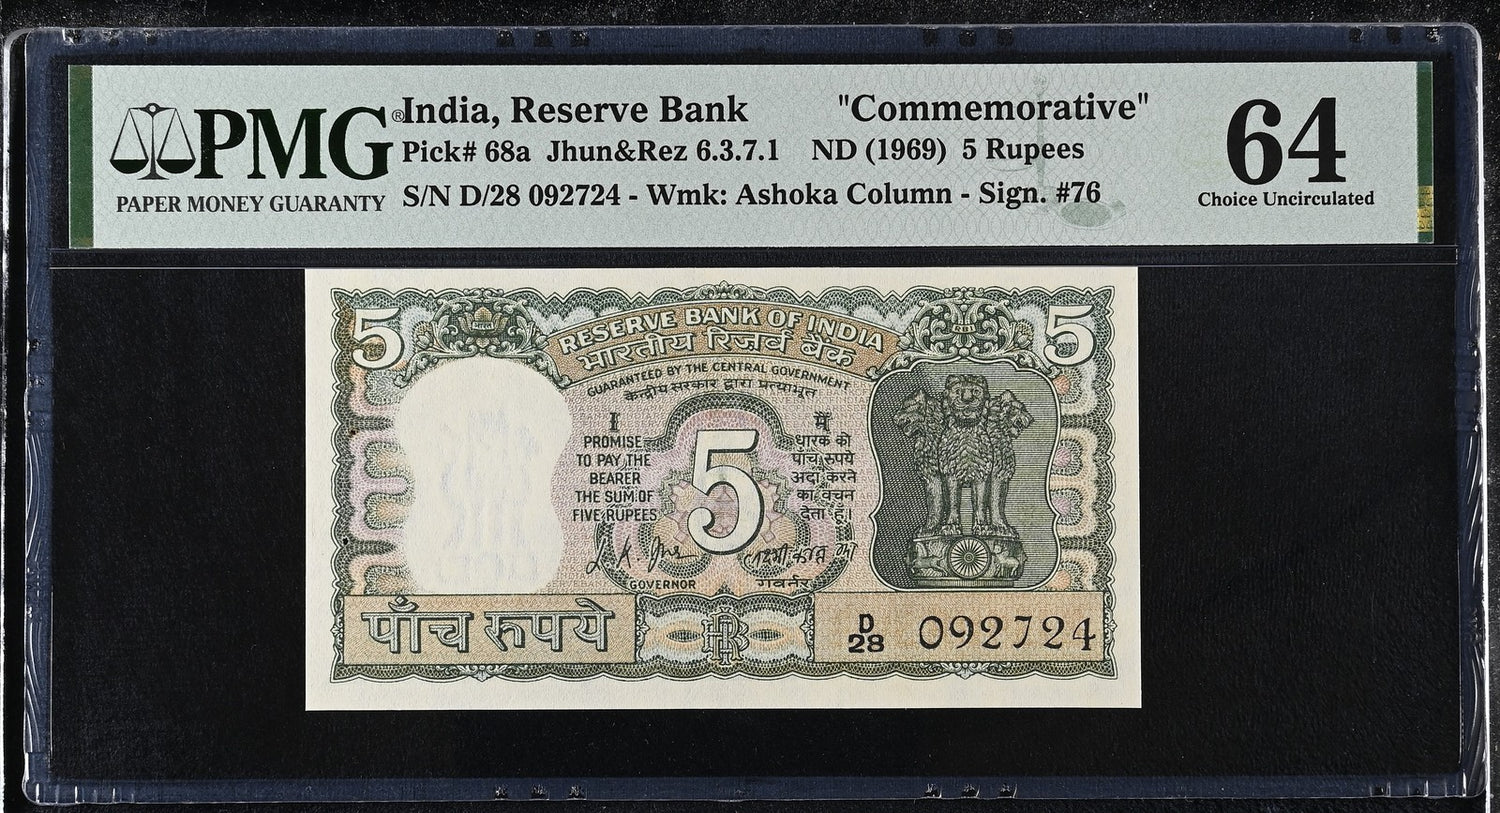 PMG®
PAPER MONEY GUARANTY
India, Reserve Bank "Commemorative"
Pick# 68a Jhun&Rez 6.3.7.1 ND (1969) 5 Rupees
S/N D/28 092724 - Wmk: Ashoka Column - Sign. #76
64
Choice Uncirculated
5
RBI
5
RESERVE BANK OF INDIA
भारतीय रिजर्व बैंक
GUARANTEED BY THE CENTRAL GOVERNMENT
केन्द्रीय सरकार द्वारा प्रत्याभूत
I
PROMISE
TO PAY THE
BEARER
THE SUM OF
FIVE RUPEES
5
मैं
धारक को
पांच रुपये
अदा करने
का वचन
देता हूँ।
GOVERNOR
गवर्नर
पाँच रुपये
D
28
092724